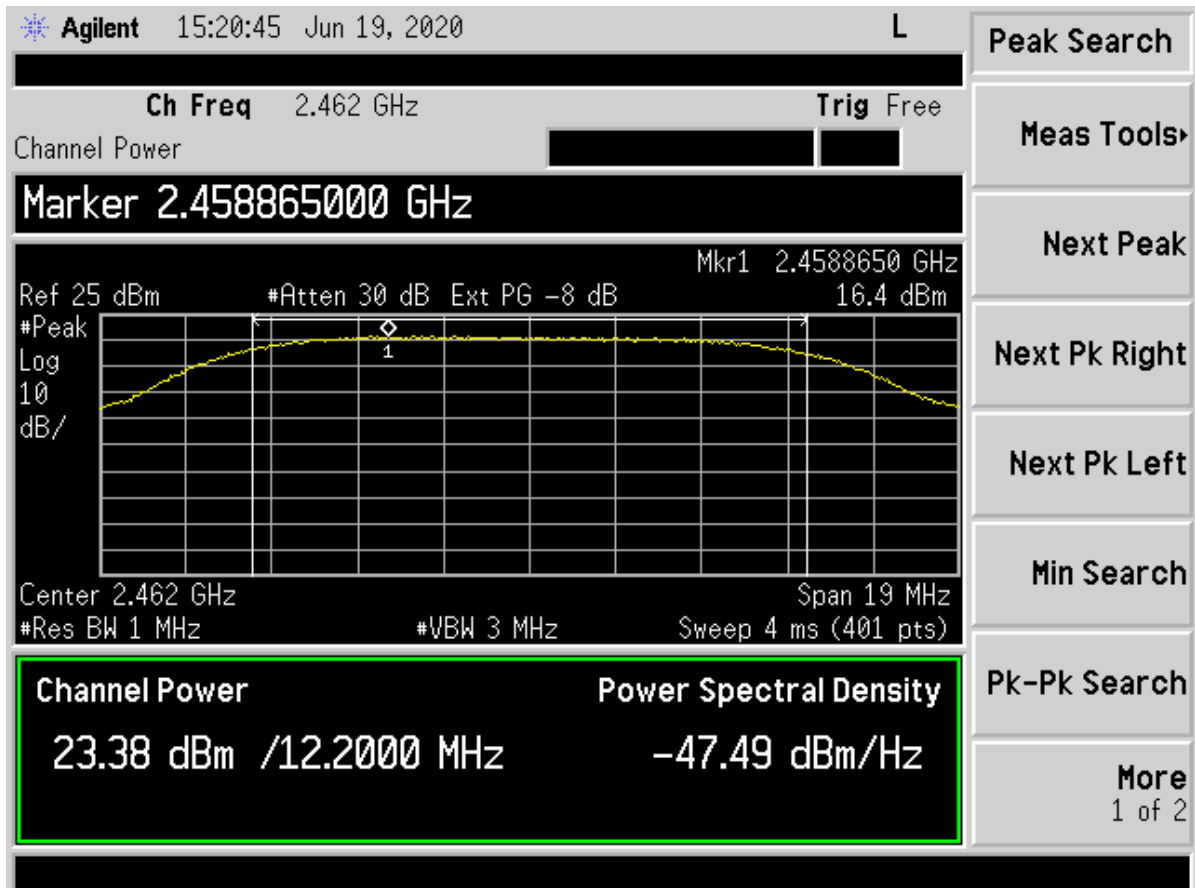 Agilent 15:20:45 Jun 19, 2020 L
Ch Freq 2.462 GHz Trig Free
Channel Power
Marker 2.458865000 GHz
Mkr1 2.4588650 GHz
Ref 25 dBm #Atten 30 dB Ext PG –8 dB 16.4 dBm
#Peak
Log
10
dB/
1
Center 2.462 GHz Span 19 MHz
#Res BW 1 MHz #VBW 3 MHz Sweep 4 ms (401 pts)
Channel Power Power Spectral Density
23.38 dBm /12.2000 MHz –47.49 dBm/Hz
Peak Search
Meas Tools▸
Next Peak
Next Pk Right
Next Pk Left
Min Search
Pk–Pk Search
More
1 of 2